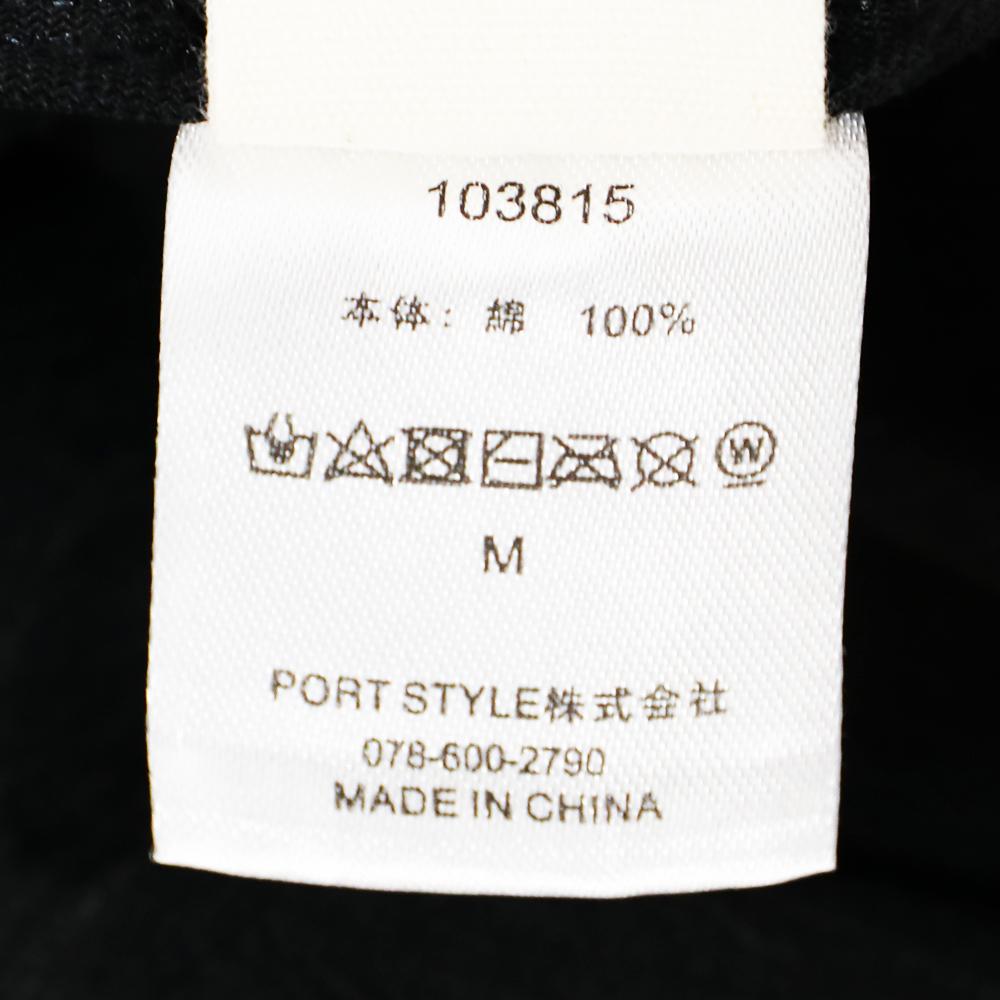 103815
本体: 綿 100%
W
M
PORT STYLE株式会社
078-600-2790
MADE IN CHINA